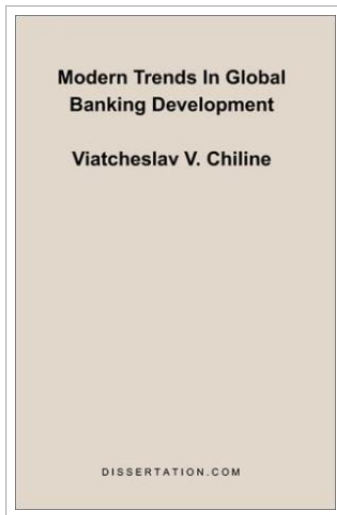 Modern Trends In Global
Banking Development
Viatcheslav V. Chiline
DISSERTATION.COM